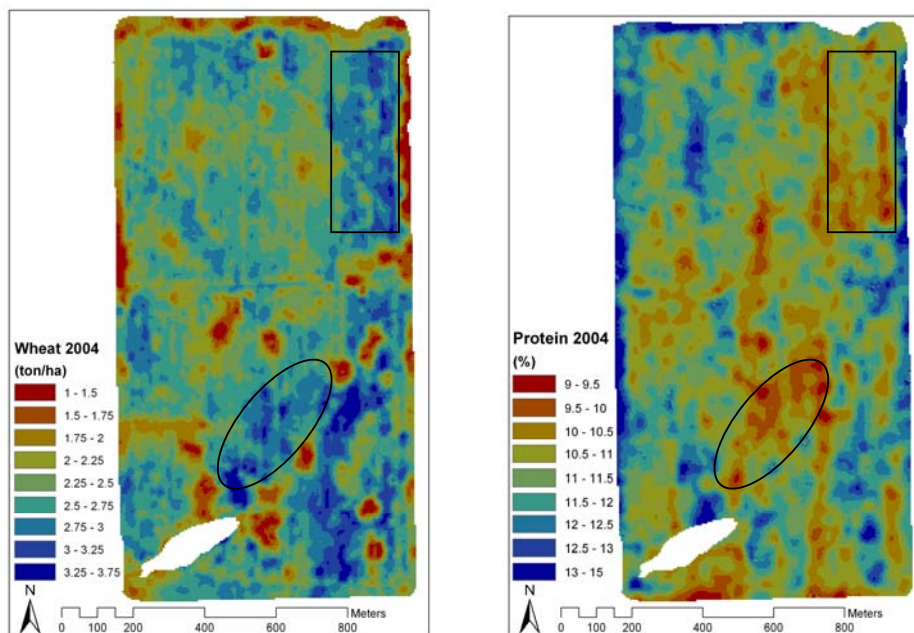 Wheat 2004
(ton/ha)
1 - 1.5
1.5 - 1.75
1.75 - 2
2 - 2.25
2.25 - 2.5
2.5 - 2.75
2.75 - 3
3 - 3.25
3.25 - 3.75
N
Meters
0 100 200 400 600 800
Protein 2004
(%)
9 - 9.5
9.5 - 10
10 - 10.5
10.5 - 11
11 - 11.5
11.5 - 12
12 - 12.5
12.5 - 13
13 - 15
N
Meters
0 100 200 400 600 800